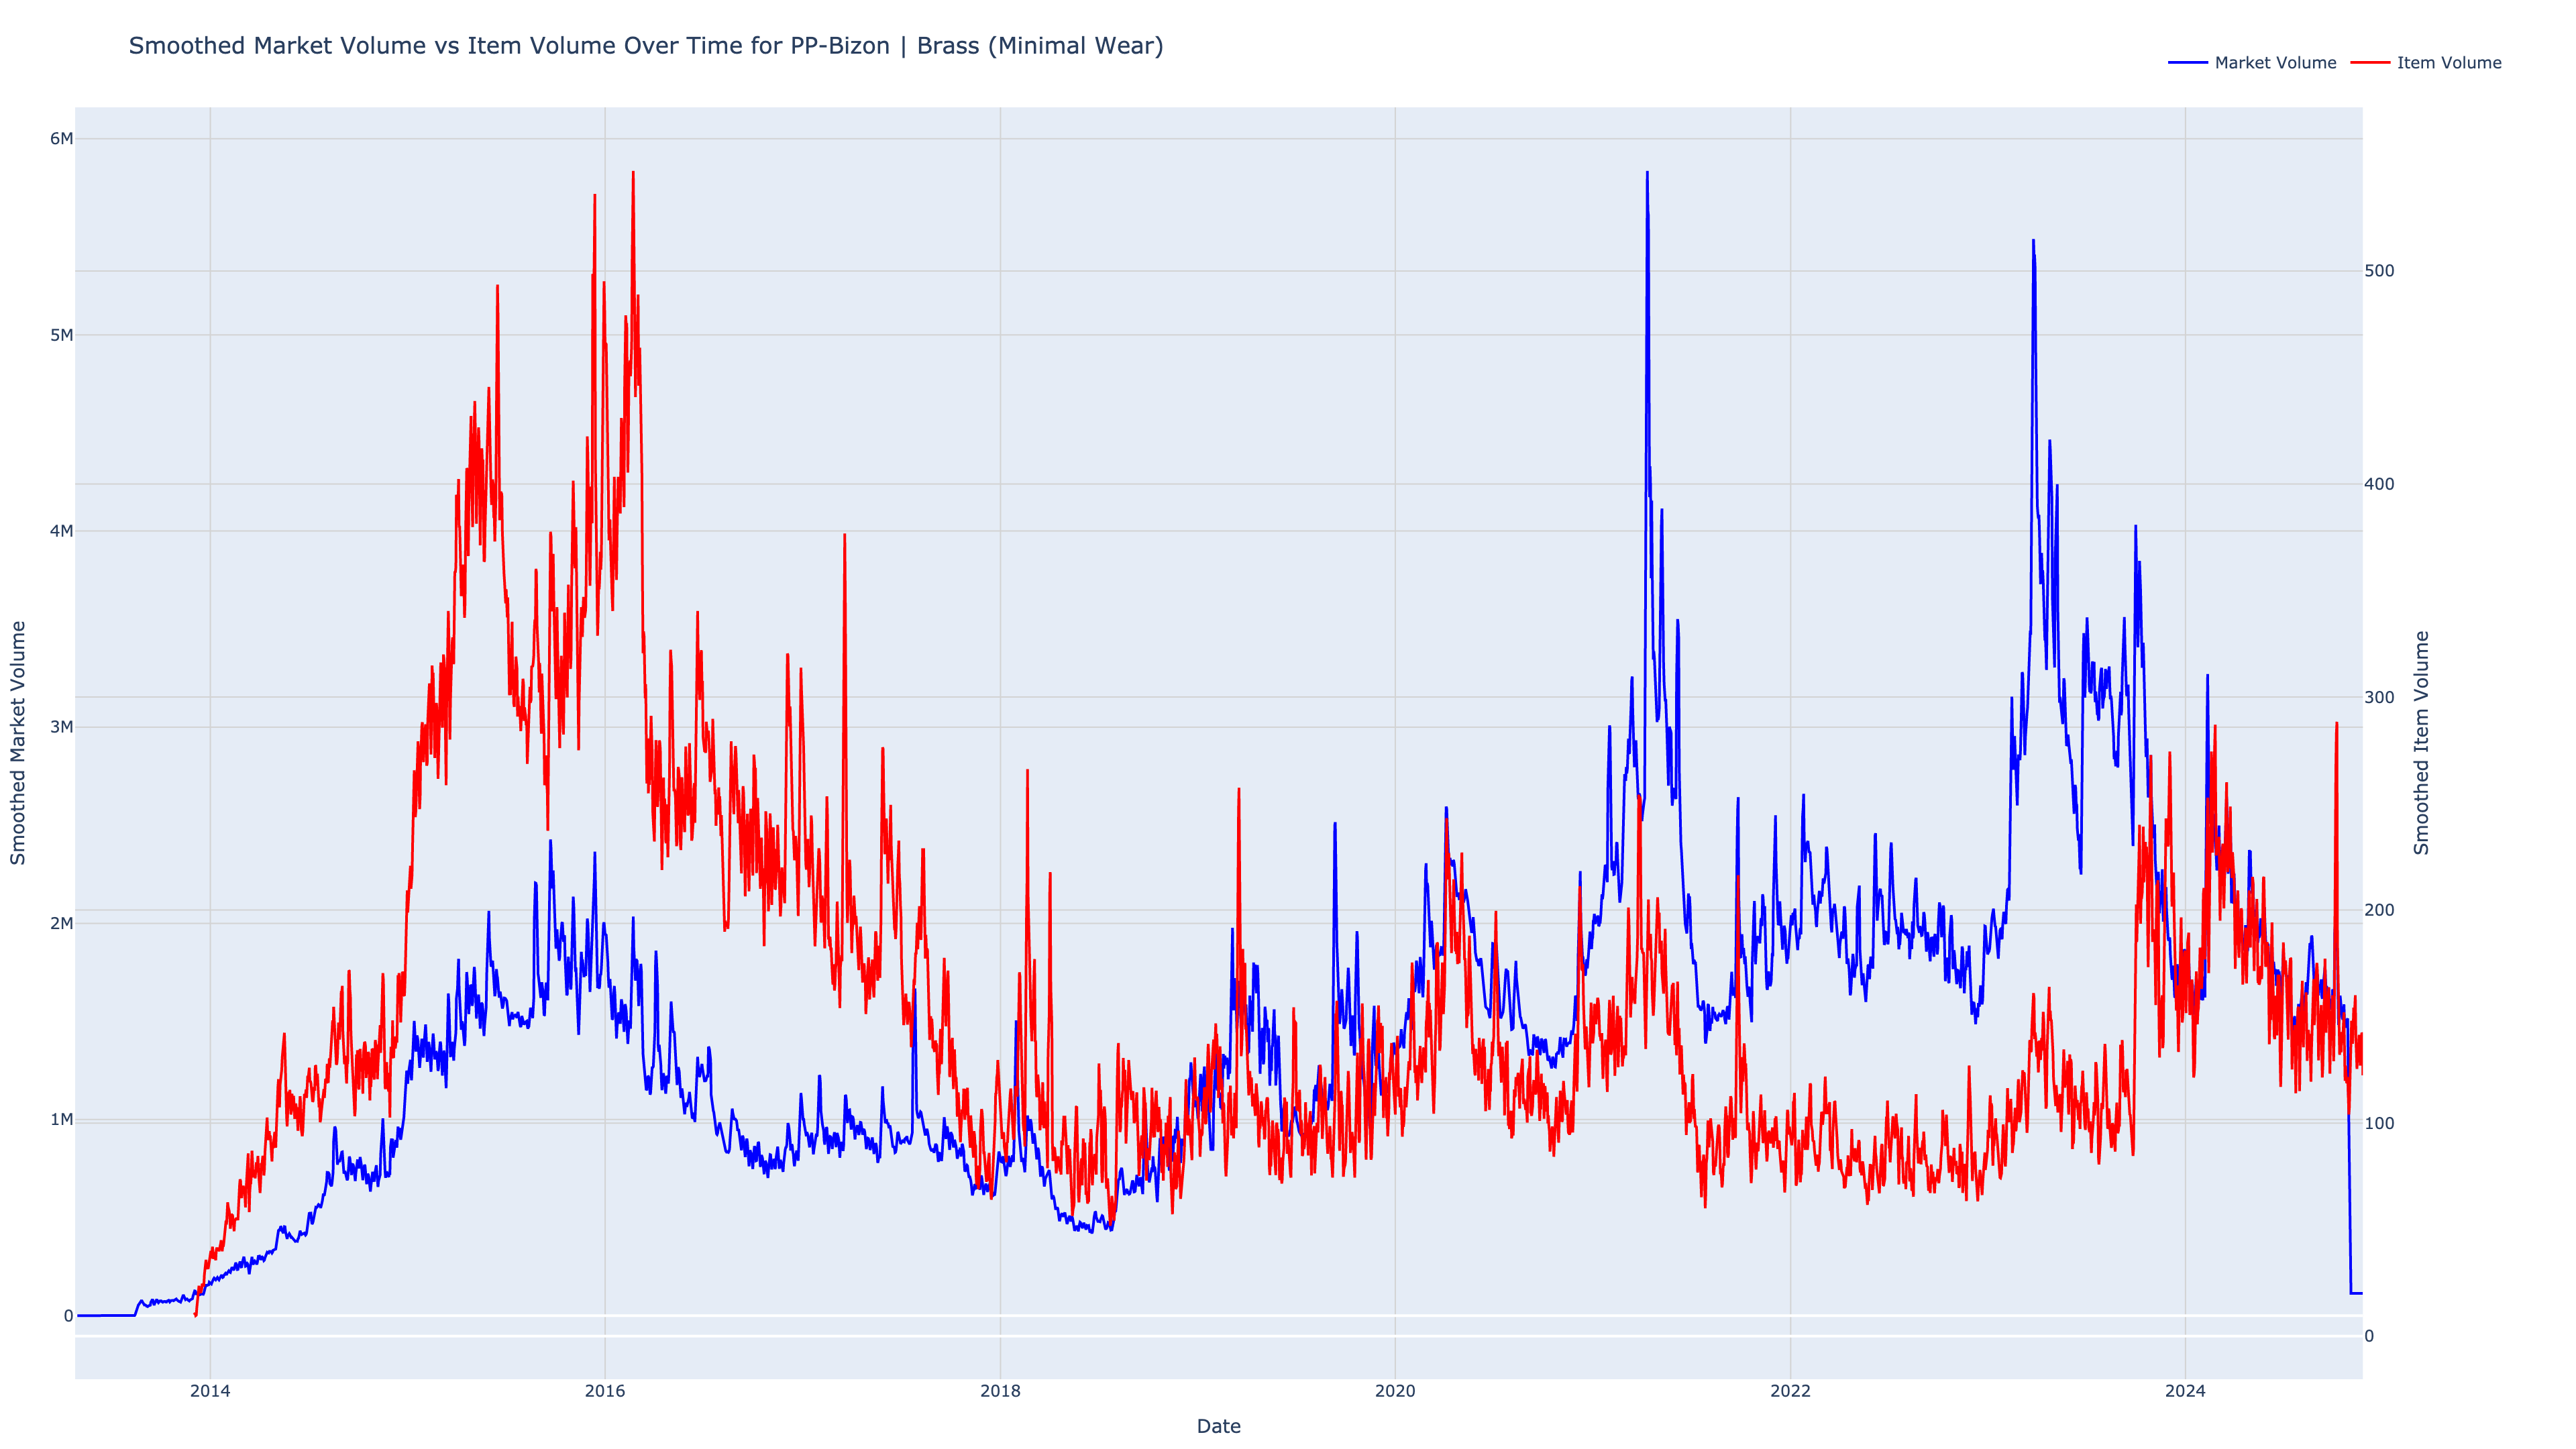 Smoothed Market Volume vs Item Volume Over Time for PP-Bizon | Brass (Minimal Wear)
Market Volume
Item Volume
6M
5M
4M
3M
2M
1M
0
Smoothed Market Volume
500
400
300
200
100
0
Smoothed Item Volume
2014
2016
2018
2020
2022
2024
Date